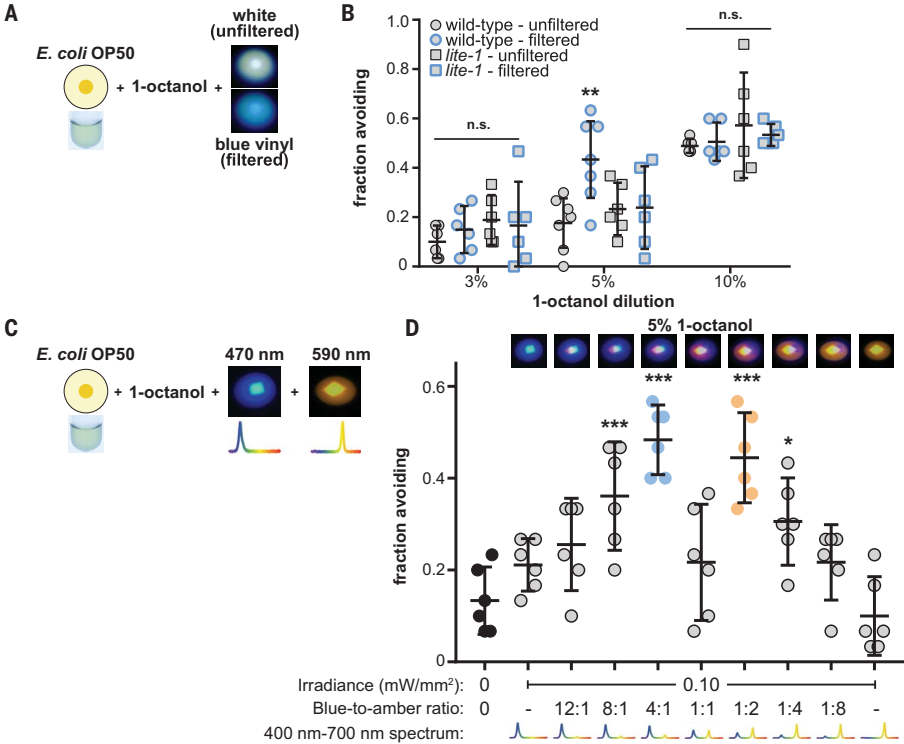 A
white
(unfiltered)
E. coli OP50
+ 1-octanol +
blue vinyl
(filtered)
B
fraction avoiding
1.0
0.8
0.6
0.4
0.2
0
wild-type - unfiltered
wild-type - filtered
lite-1 - unfiltered
lite-1 - filtered
n.s.
**
n.s.
3% 5% 10%
1-octanol dilution
C
E. coli OP50
470 nm 590 nm
+ 1-octanol + +
D
5% 1-octanol
fraction avoiding
0.6
0.4
0.2
0
*** *** *** *
Irradiance (mW/mm²): 0 0.10
Blue-to-amber ratio: 0 - 12:1 8:1 4:1 1:1 1:2 1:4 1:8 -
400 nm-700 nm spectrum: